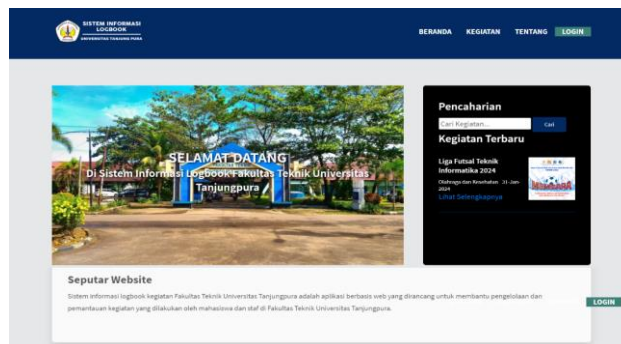 SISTEM INFORMASI
LOGBOOK
UNIVERSITAS TANJUNG PURA
BERANDA KEGIATAN TENTANG LOGIN
SELAMAT DATANG
Di Sistem Informasi Logbook Fakultas Teknik Universitas
Tanjungpura
Pencaharian
Cari Kegiatan... Cari
Kegiatan Terbaru
Liga Futsal Teknik
Informatika 2024
Olahraga dan Kesehatan 31-Jan-
2024
Lihat Selengkapnya
Seputar Website
Sistem informasi logbook kegiatan Fakultas Teknik Universitas Tanjungpura adalah aplikasi berbasis web yang dirancang untuk membantu pengelolaan dan
pemantauan kegiatan yang dilakukan oleh mahasiswa dan staf di Fakultas Teknik Universitas Tanjungpura.
LOGIN